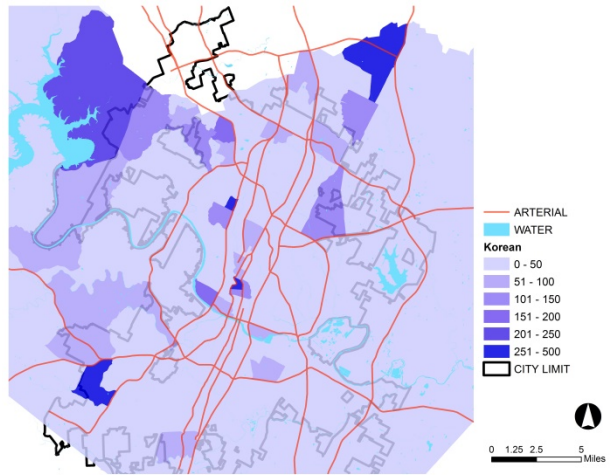 ARTERIAL
WATER
Korean
0 - 50
51 - 100
101 - 150
151 - 200
201 - 250
251 - 500
CITY LIMIT
0 1.25 2.5 5
Miles